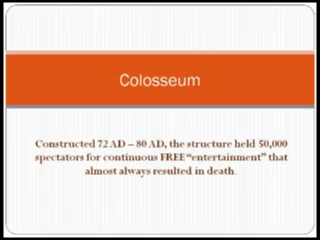 Colosseum
Constructed 72 AD – 80 AD, the structure held 50,000
spectators for continuous FREE “entertainment” that
almost always resulted in death.